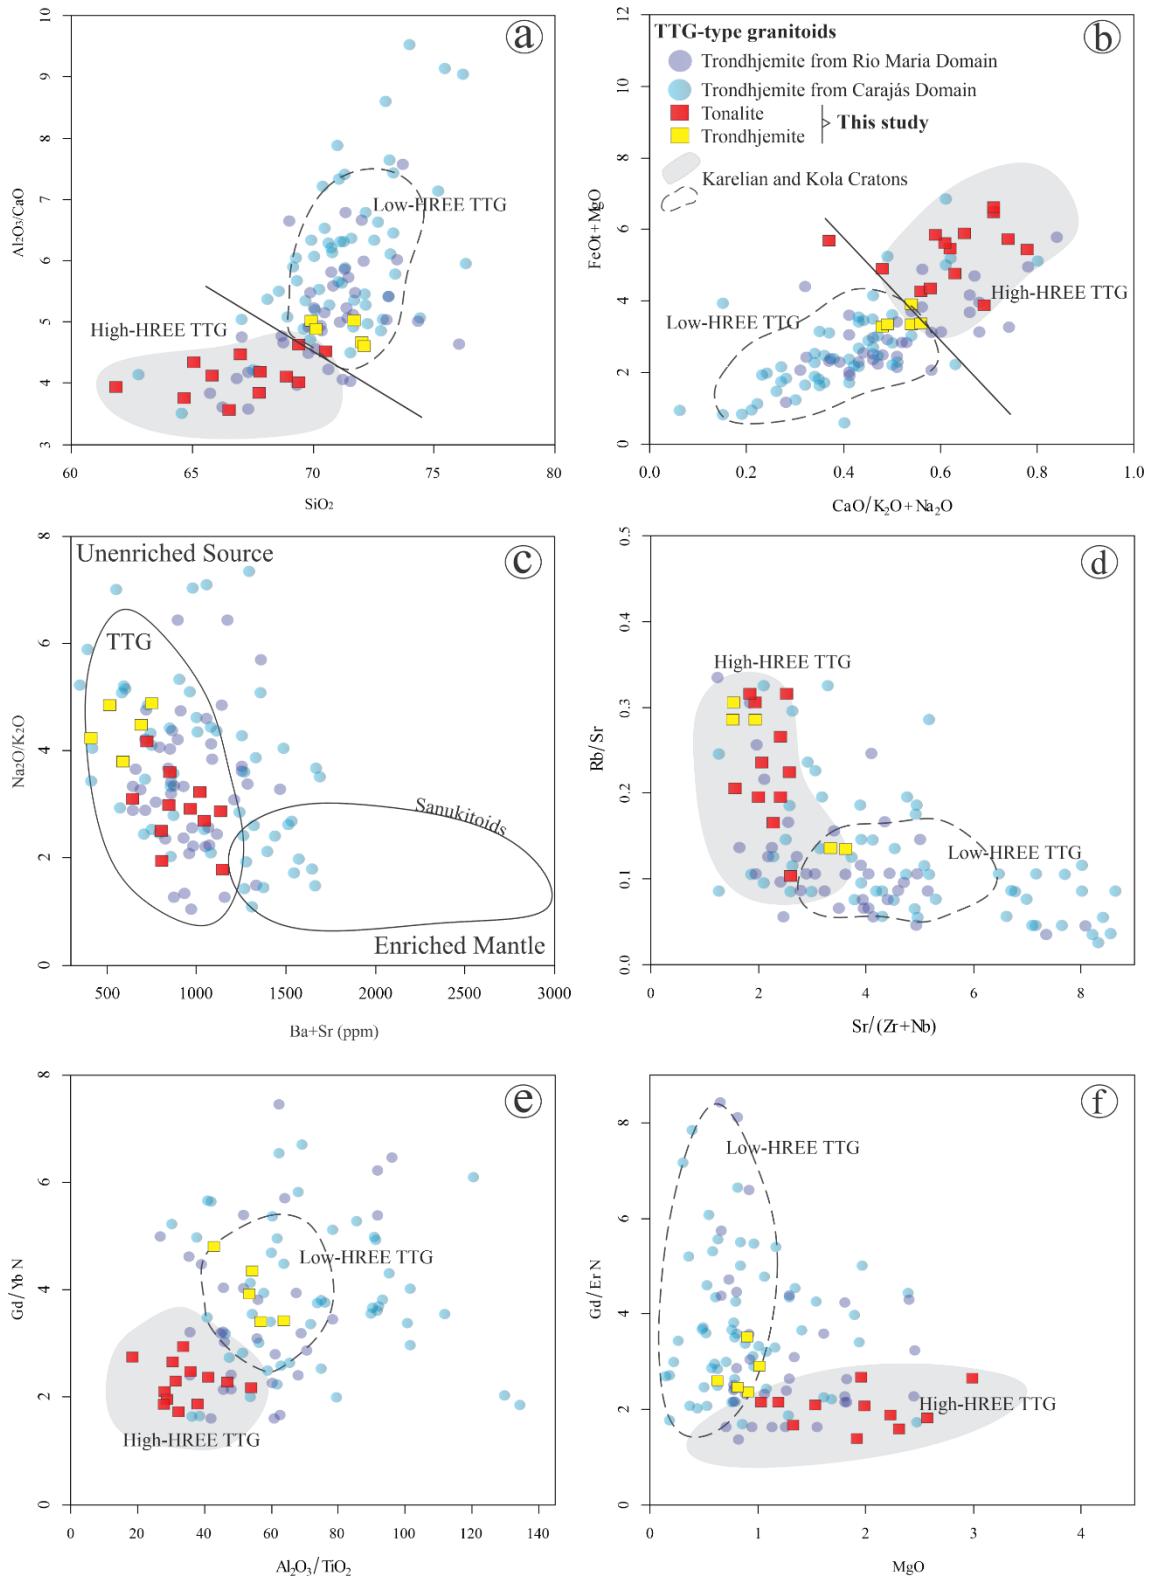 a
10
9
8
7
6
5
4
3
Al2O3/CaO
Low-HREE TTG
High-HREE TTG
60
65
70
75
80
SiO2
b
12
10
8
6
4
2
0
FeOt+MgO
TTG-type granitoids
Trondhjemite from Rio Maria Domain
Trondhjemite from Carajás Domain
Tonalite
Trondhjemite
This study
Karelian and Kola Cratons
Low-HREE TTG
High-HREE TTG
0.0
0.2
0.4
0.6
0.8
1.0
CaO/K2O+Na2O
c
8
6
4
2
0
Na2O/K2O
Unenriched Source
TTG
Sanukitoids
Enriched Mantle
500
1000
1500
2000
2500
3000
Ba+Sr (ppm)
d
0.5
0.4
0.3
0.2
0.1
0.0
Rb/Sr
High-HREE TTG
Low-HREE TTG
0
2
4
6
8
Sr/(Zr+Nb)
e
8
6
4
2
0
Gd/Yb N
Low-HREE TTG
High-HREE TTG
0
20
40
60
80
100
120
140
Al2O3/TiO2
f
8
6
4
2
0
Gd/Er N
Low-HREE TTG
High-HREE TTG
0
1
2
3
4
MgO